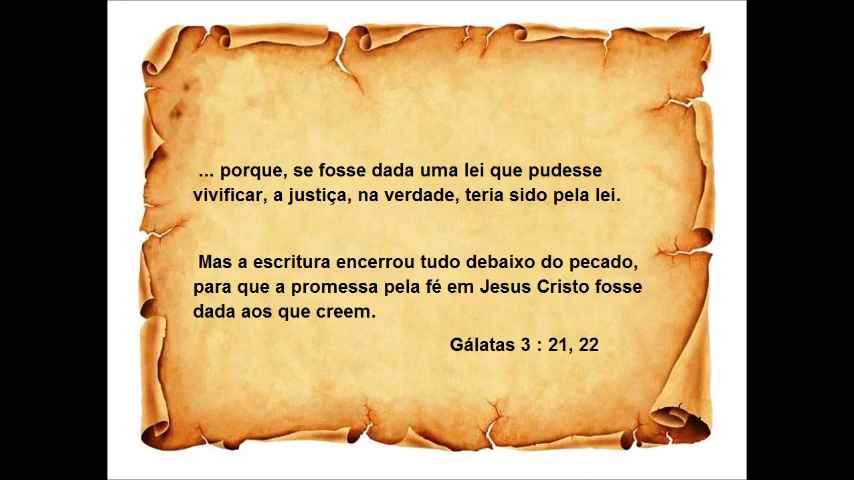 ... porque, se fosse dada uma lei que pudesse
vivificar, a justiça, na verdade, teria sido pela lei.
Mas a escritura encerrou tudo debaixo do pecado,
para que a promessa pela fé em Jesus Cristo fosse
dada aos que creem.
Gálatas 3 : 21, 22